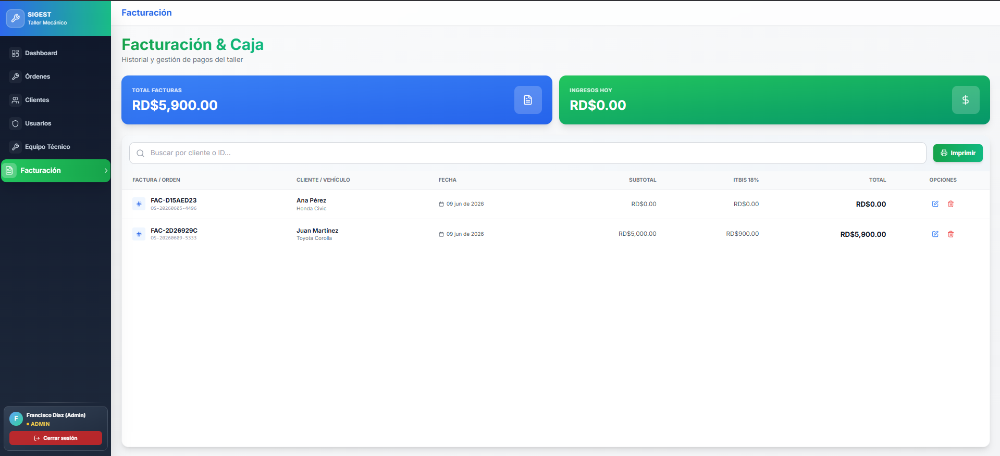 SIGEST
Taller Mecánico
Dashboard
Órdenes
Clientes
Usuarios
Equipo Técnico
Facturación
F
Francisco Díaz (Admin)
ADMIN
Cerrar sesión
Facturación
Facturación & Caja
Historial y gestión de pagos del taller
TOTAL FACTURAS
RD$5,900.00
INGRESOS HOY
RD$0.00
$
Buscar por cliente o ID...
Imprimir
FACTURA / ORDEN CLIENTE / VEHÍCULO FECHA SUBTOTAL ITBIS 18% TOTAL OPCIONES
# FAC-D15AED23 Ana Pérez 09 jun de 2026 RD$0.00 RD$0.00 RD$0.00
OS-20260605-4496 Honda Civic
# FAC-2D26929C Juan Martínez 09 jun de 2026 RD$5,000.00 RD$900.00 RD$5,900.00
OS-20260609-5333 Toyota Corolla